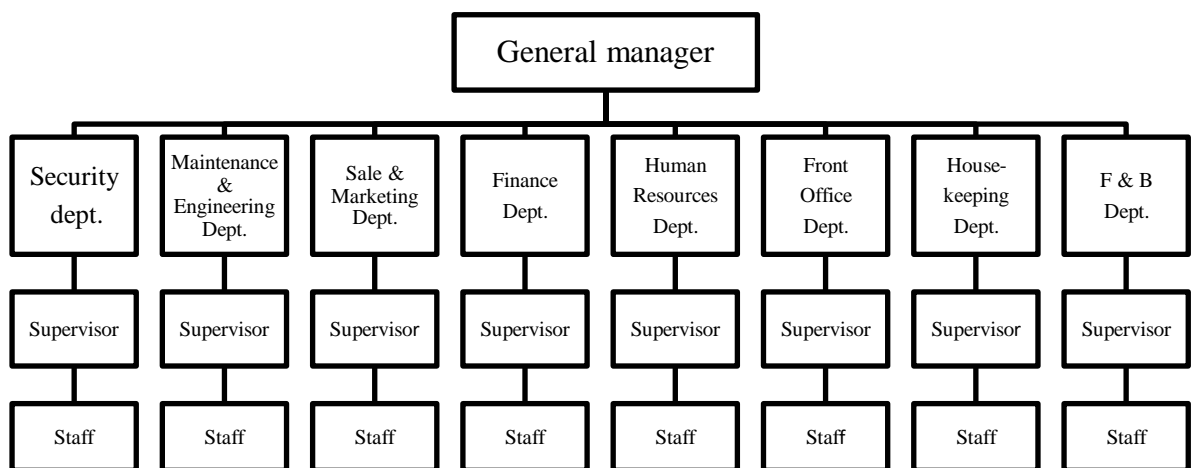 General manager
Security
dept.
Maintenance
&
Engineering
Dept.
Sale &
Marketing
Dept.
Finance
Dept.
Human
Resources
Dept.
Front
Office
Dept.
House-
keeping
Dept.
F & B
Dept.
Supervisor
Supervisor
Supervisor
Supervisor
Supervisor
Supervisor
Supervisor
Supervisor
Staff
Staff
Staff
Staff
Staff
Staff
Staff
Staff